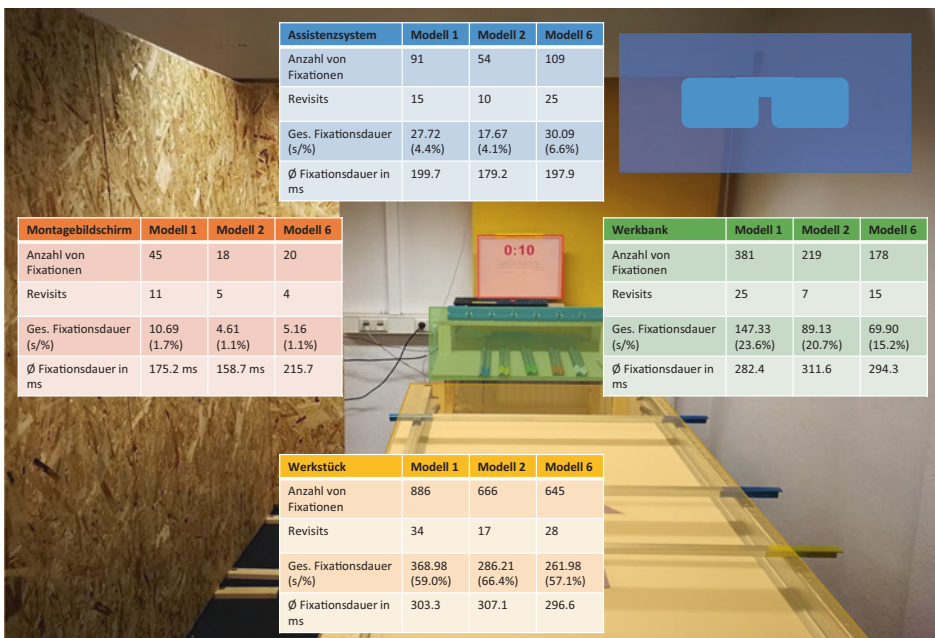 Assistenzsystem Modell 1 Modell 2 Modell 6
Anzahl von
Fixationen 91 54 109
Revisits 15 10 25
Ges. Fixationsdauer 27.72 17.67 30.09
(s/%) (4.4%) (4.1%) (6.6%)
Ø Fixationsdauer in 199.7 179.2 197.9
ms
Montagebildschirm Modell 1 Modell 2 Modell 6
Anzahl von 45 18 20
Fixationen
Revisits 11 5 4
Ges. Fixationsdauer 10.69 4.61 5.16
(s/%) (1.7%) (1.1%) (1.1%)
Ø Fixationsdauer in 175.2 ms 158.7 ms 215.7
ms
0:10
Werkbank Modell 1 Modell 2 Modell 6
Anzahl von 381 219 178
Fixationen
Revisits 25 7 15
Ges. Fixationsdauer 147.33 89.13 69.90
(s/%) (23.6%) (20.7%) (15.2%)
Ø Fixationsdauer in 282.4 311.6 294.3
ms
Werkstück Modell 1 Modell 2 Modell 6
Anzahl von 886 666 645
Fixationen
Revisits 34 17 28
Ges. Fixationsdauer 368.98 286.21 261.98
(s/%) (59.0%) (66.4%) (57.1%)
Ø Fixationsdauer in 303.3 307.1 296.6
ms